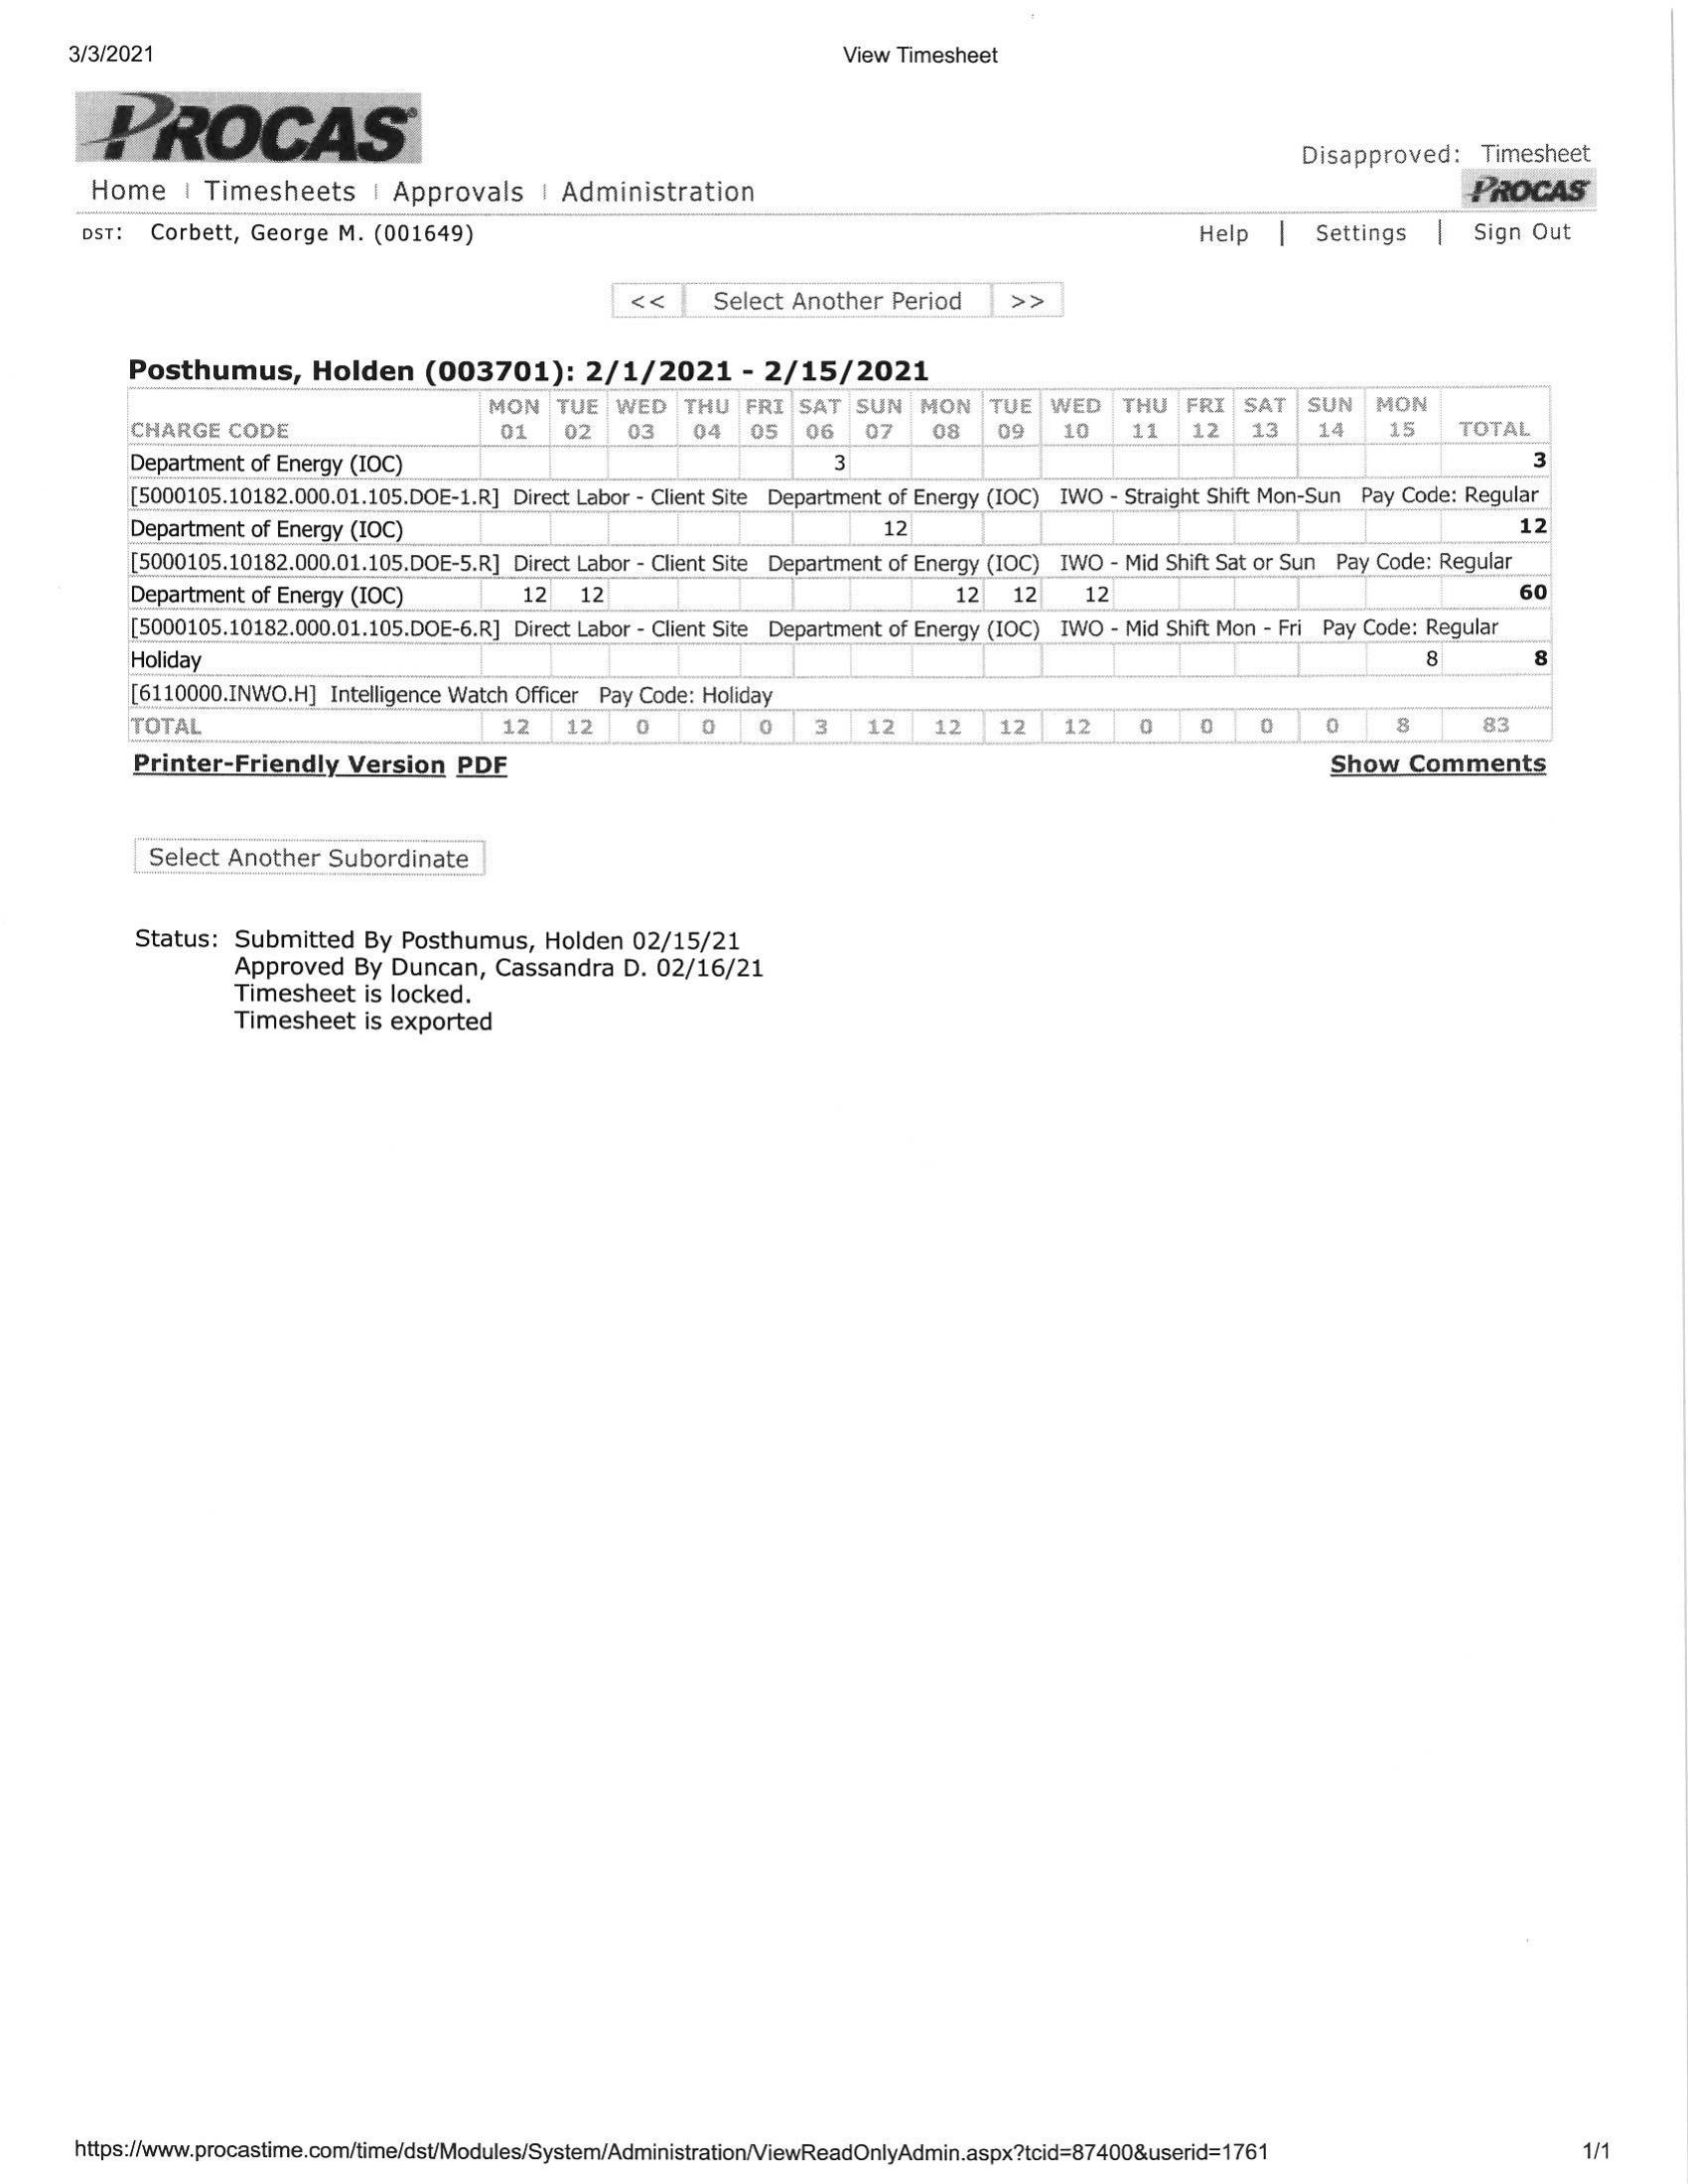 3/3/2021 View Timesheet
PROCAS®
Disapproved: Timesheet
Home | Timesheets | Approvals | Administration
PROCAS
DST: Corbett, George M. (001649) Help | Settings | Sign Out
<< Select Another Period >>
Posthumus, Holden (003701): 2/1/2021 - 2/15/2021
MON TUE WED THU FRI SAT SUN MON TUE WED THU FRI SAT SUN MON
CHARGE CODE 01 02 03 04 05 06 07 08 09 10 11 12 13 14 15 TOTAL
Department of Energy (IOC) 3 3
[5000105.10182.000.01.105.DOE-1.R] Direct Labor - Client Site Department of Energy (IOC) IWO - Straight Shift Mon-Sun Pay Code: Regular
Department of Energy (IOC) 12 12
[5000105.10182.000.01.105.DOE-5.R] Direct Labor - Client Site Department of Energy (IOC) IWO - Mid Shift Sat or Sun Pay Code: Regular
Department of Energy (IOC) 12 12 12 12 12 60
[5000105.10182.000.01.105.DOE-6.R] Direct Labor - Client Site Department of Energy (IOC) IWO - Mid Shift Mon - Fri Pay Code: Regular
Holiday 8 8
[6110000.INWO.H] Intelligence Watch Officer Pay Code: Holiday
TOTAL 12 12 0 0 0 3 12 12 12 12 0 0 0 0 8 83
Printer-Friendly Version PDF Show Comments
Select Another Subordinate
Status: Submitted By Posthumus, Holden 02/15/21
Approved By Duncan, Cassandra D. 02/16/21
Timesheet is locked.
Timesheet is exported
https://www.procastime.com/time/dst/Modules/System/Administration/ViewReadOnlyAdmin.aspx?tcid=87400&userid=1761 1/1